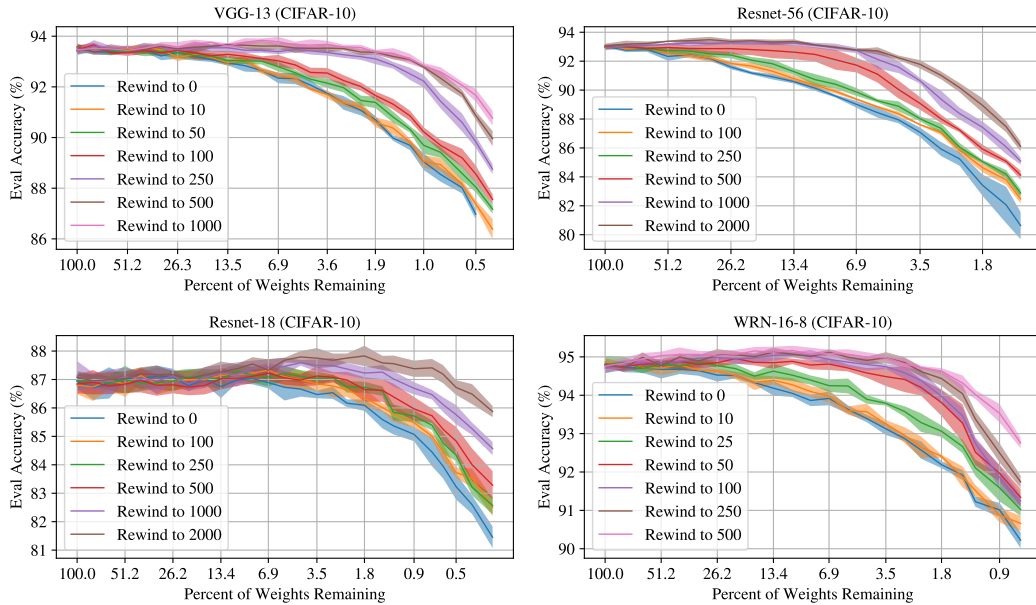 VGG-13 (CIFAR-10)
94
92
90
88
86
Eval Accuracy (%)
Rewind to 0
Rewind to 10
Rewind to 50
Rewind to 100
Rewind to 250
Rewind to 500
Rewind to 1000
100.0 51.2 26.3 13.5 6.9 3.6 1.9 1.0 0.5
Percent of Weights Remaining
Resnet-56 (CIFAR-10)
94
92
90
88
86
84
82
80
Eval Accuracy (%)
Rewind to 0
Rewind to 100
Rewind to 250
Rewind to 500
Rewind to 1000
Rewind to 2000
100.0 51.2 26.2 13.4 6.9 3.5 1.8
Percent of Weights Remaining
Resnet-18 (CIFAR-10)
88
87
86
85
84
83
82
81
Eval Accuracy (%)
Rewind to 0
Rewind to 100
Rewind to 250
Rewind to 500
Rewind to 1000
Rewind to 2000
100.0 51.2 26.2 13.4 6.9 3.5 1.8 0.9 0.5
Percent of Weights Remaining
WRN-16-8 (CIFAR-10)
95
94
93
92
91
90
Eval Accuracy (%)
Rewind to 0
Rewind to 10
Rewind to 25
Rewind to 50
Rewind to 100
Rewind to 250
Rewind to 500
100.0 51.2 26.2 13.4 6.9 3.5 1.8 0.9
Percent of Weights Remaining